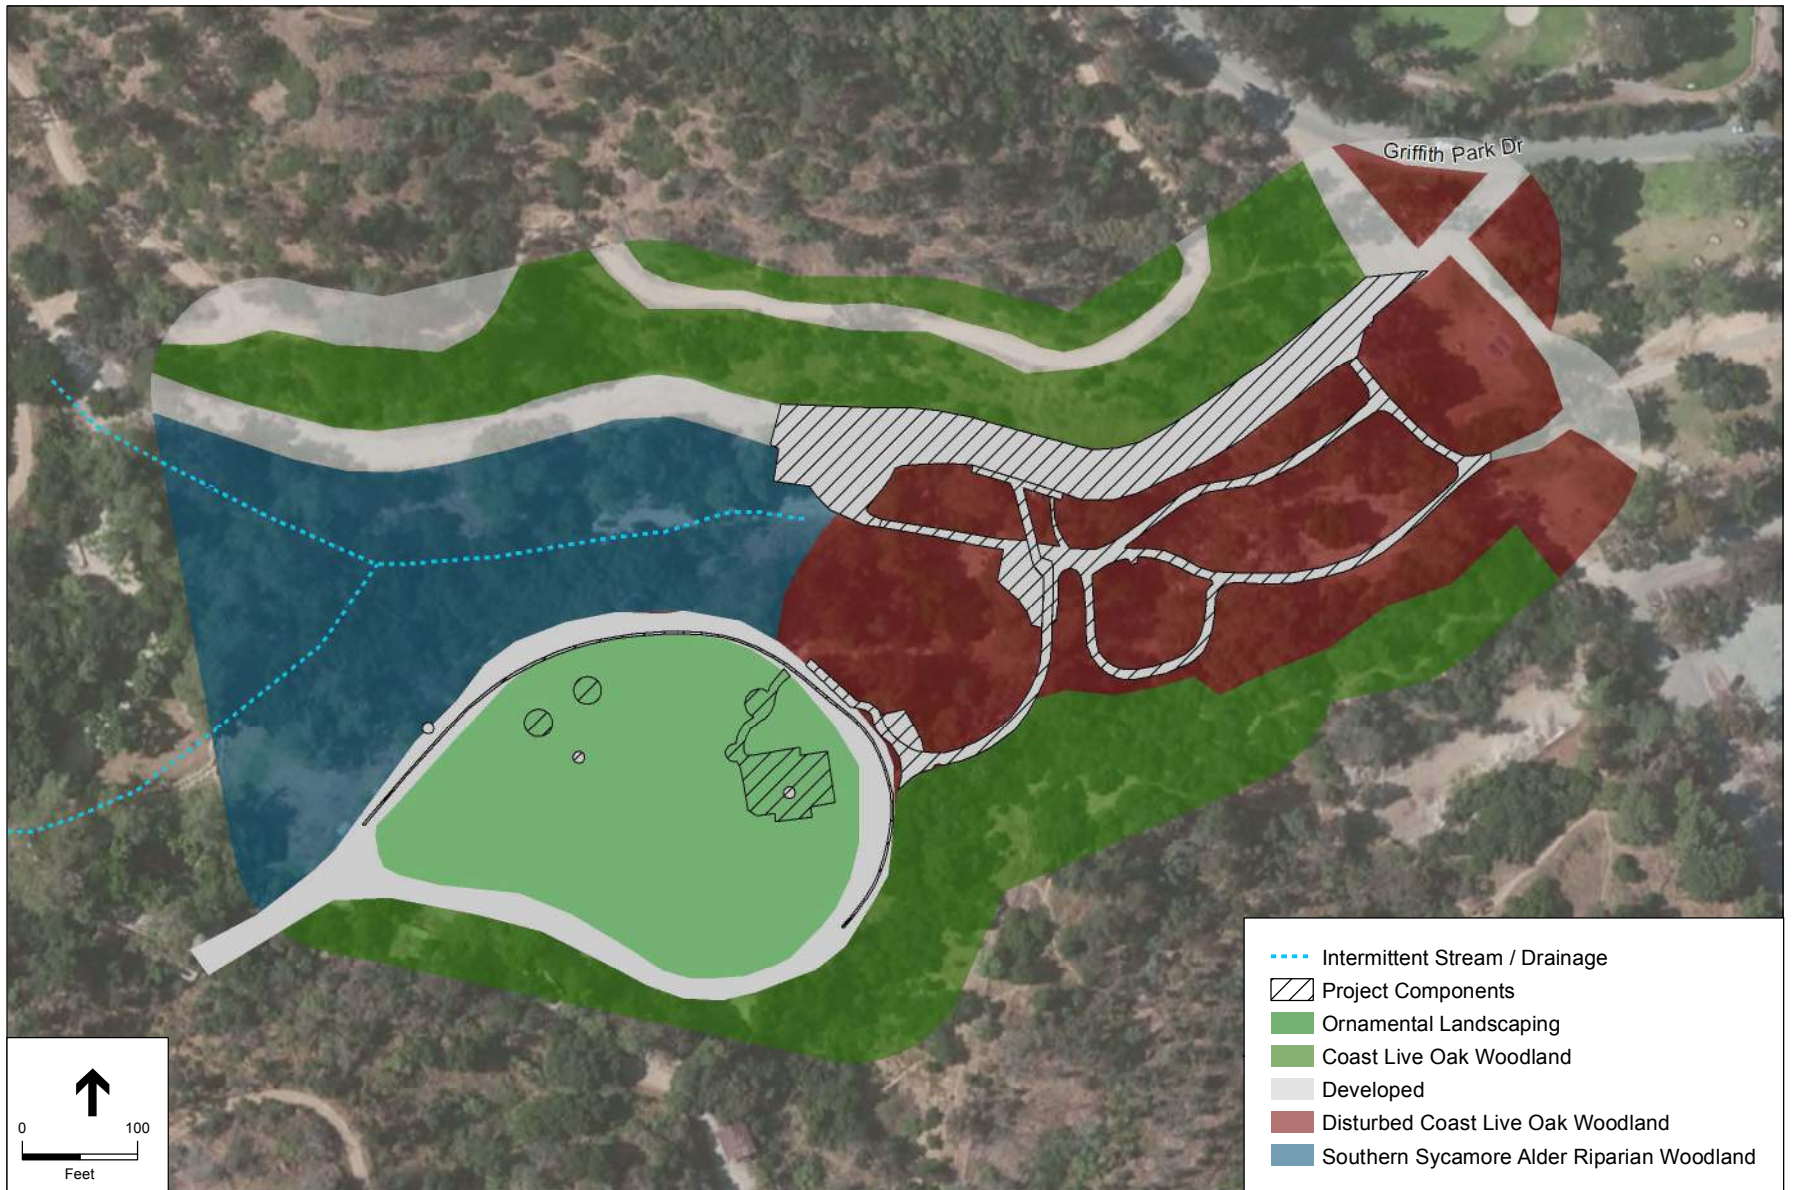 Griffith Park Dr
Intermittent Stream / Drainage
Project Components
Ornamental Landscaping
Coast Live Oak Woodland
Developed
Disturbed Coast Live Oak Woodland
Southern Sycamore Alder Riparian Woodland
0 100
Feet